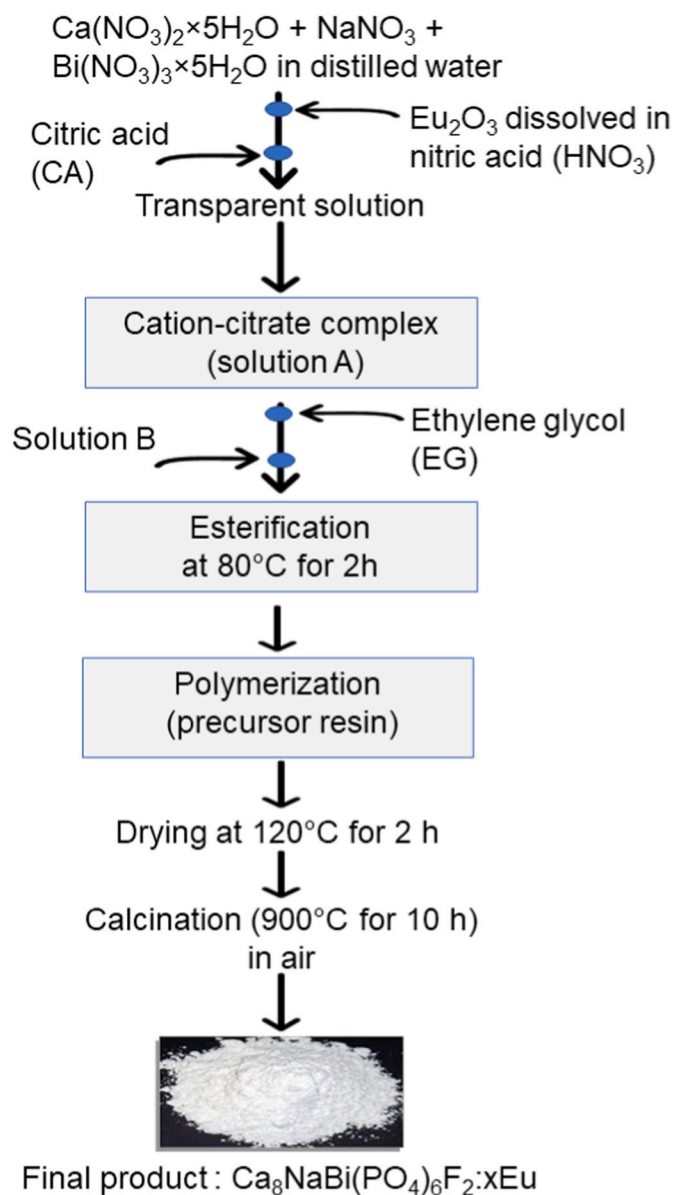 Ca(NO₃)₂×5H₂O + NaNO₃ +
Bi(NO₃)₃×5H₂O in distilled water
Eu₂O₃ dissolved in
nitric acid (HNO₃)
Citric acid
(CA)
Transparent solution
Cation-citrate complex
(solution A)
Ethylene glycol
(EG)
Solution B
Esterification
at 80°C for 2h
Polymerization
(precursor resin)
Drying at 120°C for 2 h
Calcination (900°C for 10 h)
in air
Final product : Ca₈NaBi(PO₄)₆F₂:xEu